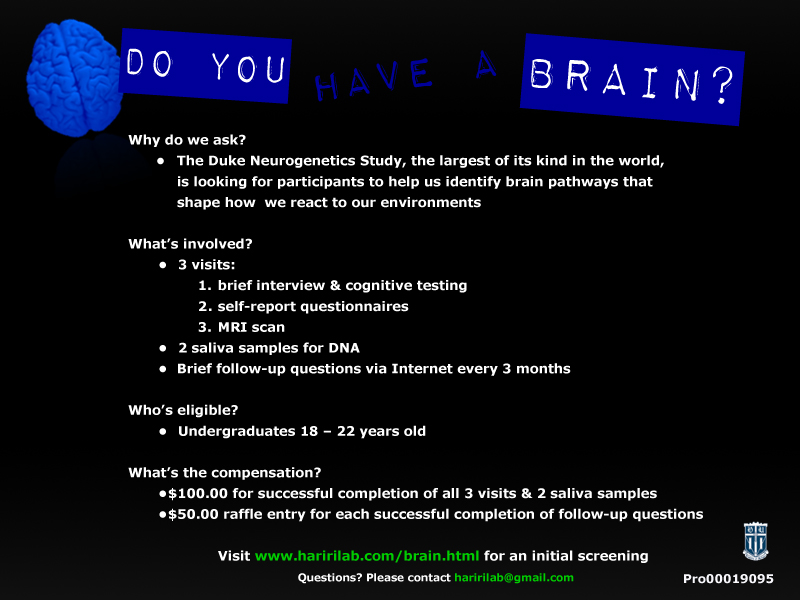 DO YOU HAVE A BRAIN?
Why do we ask?
● The Duke Neurogenetics Study, the largest of its kind in the world,
is looking for participants to help us identify brain pathways that
shape how  we react to our environments
What's involved?
● 3 visits:
1. brief interview & cognitive testing
2. self-report questionnaires
3. MRI scan
● 2 saliva samples for DNA
● Brief follow-up questions via Internet every 3 months
Who's eligible?
● Undergraduates 18 – 22 years old
What's the compensation?
●$100.00 for successful completion of all 3 visits & 2 saliva samples
●$50.00 raffle entry for each successful completion of follow-up questions
Visit www.haririlab.com/brain.html for an initial screening
Questions? Please contact haririlab@gmail.com
Pro00019095